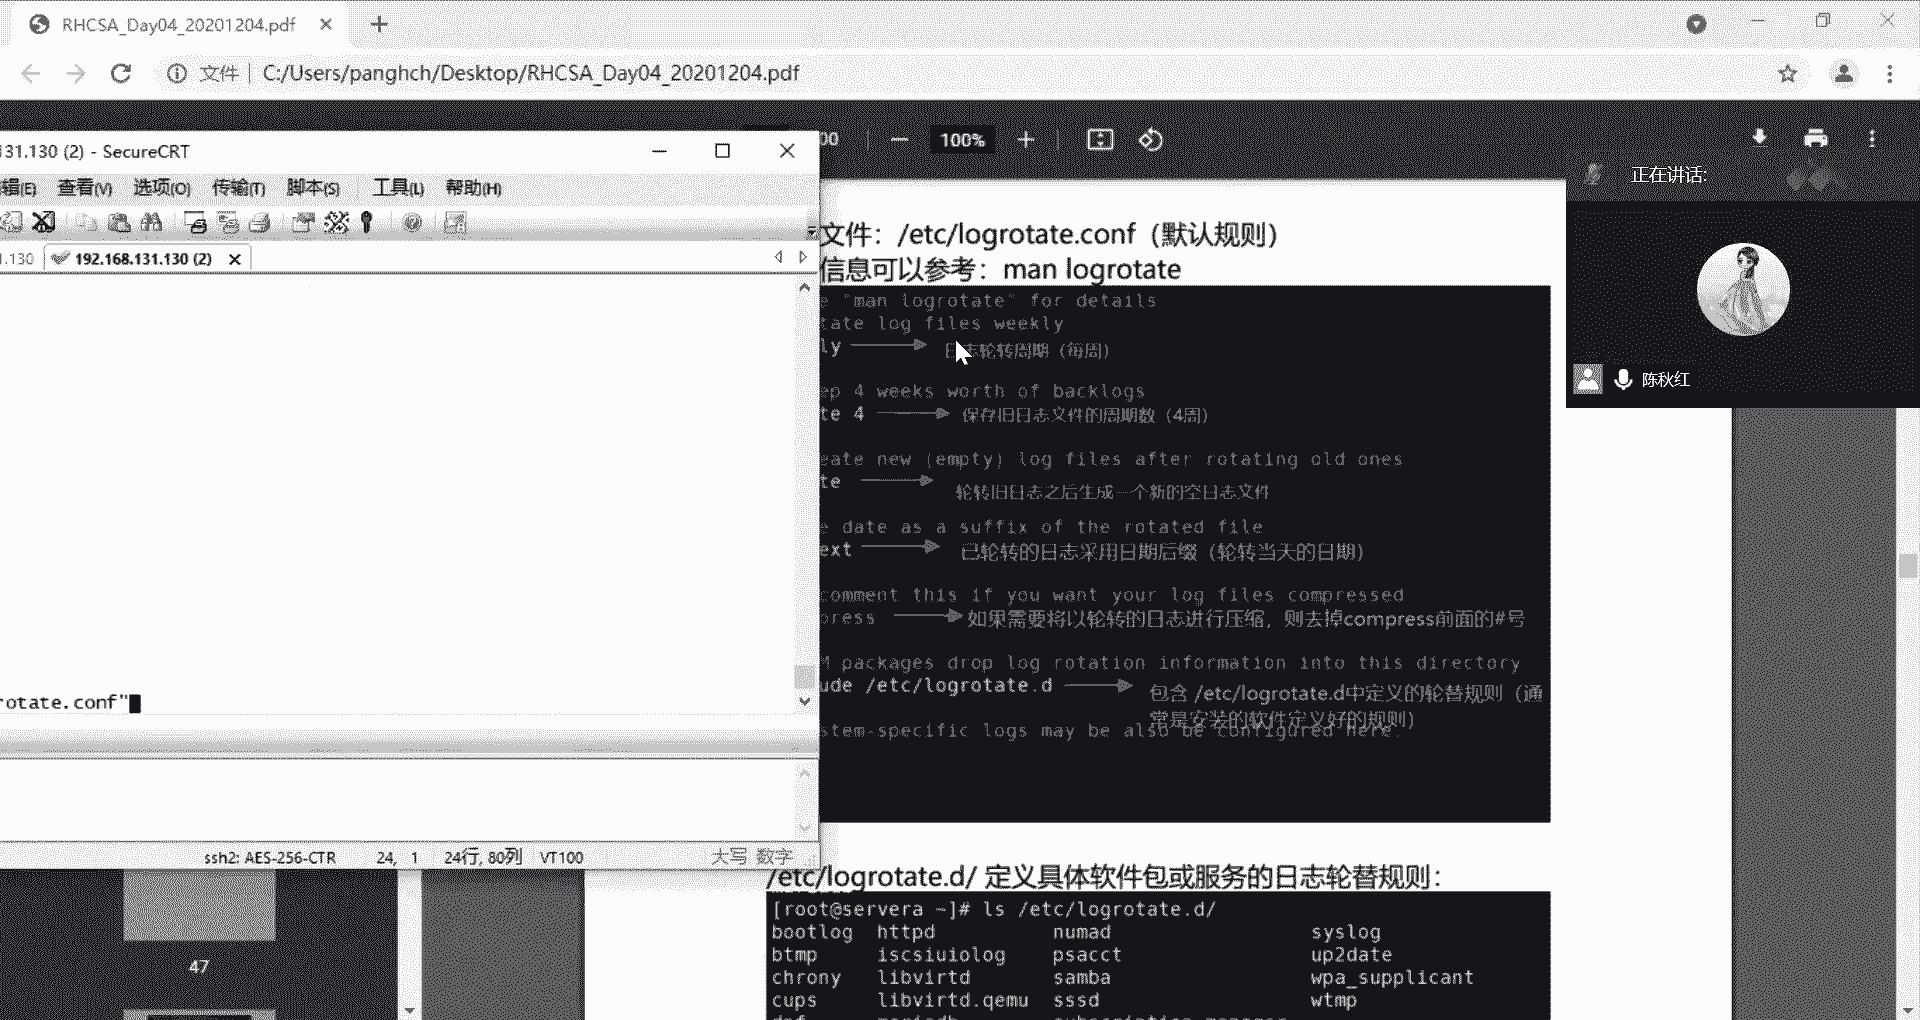 RHCSA_Day04_20201204.pdf
文件 C:/Users/panghch/Desktop/RHCSA_Day04_20201204.pdf
100%
31.130 (2) - SecureCRT
辑(E) 查看(V) 选项(O) 传输(T) 脚本(S) 工具(L) 帮助(H)
1.130 192.168.131.130 (2)
正在讲话:
陈秋红
文件：/etc/logrotate.conf（默认规则）
信息可以参考：man logrotate
e "man logrotate" for details
tate log files weekly
ly 日志轮转周期（每周）
ep 4 weeks worth of backlogs
te 4 保存旧日志文件的周期数（4周）
eate new (empty) log files after rotating old ones
te 轮转旧日志之后生成一个新的空日志文件
e date as a suffix of the rotated file
ext 已轮转的日志采用日期后缀（轮转当天的日期）
comment this if you want your log files compressed
press 如果需要将以轮转的日志进行压缩，则去掉compress前面的#号
M packages drop log rotation information into this directory
ude /etc/logrotate.d 包含 /etc/logrotate.d中定义的轮替规则（通
常是安装的软件定义好的规则）
stem-specific logs may be also be configured here.
rotate.conf"
ssh2: AES-256-CTR 24, 1 24行, 80列 VT100 大写 数字
47
/etc/logrotate.d/ 定义具体软件包或服务的日志轮替规则：
[root@servera ~]# ls /etc/logrotate.d/
bootlog httpd numad syslog
btmp iscsiuiolog psacct up2date
chrony libvirtd samba wpa_supplicant
cups libvirtd.qemu sssd wtmp